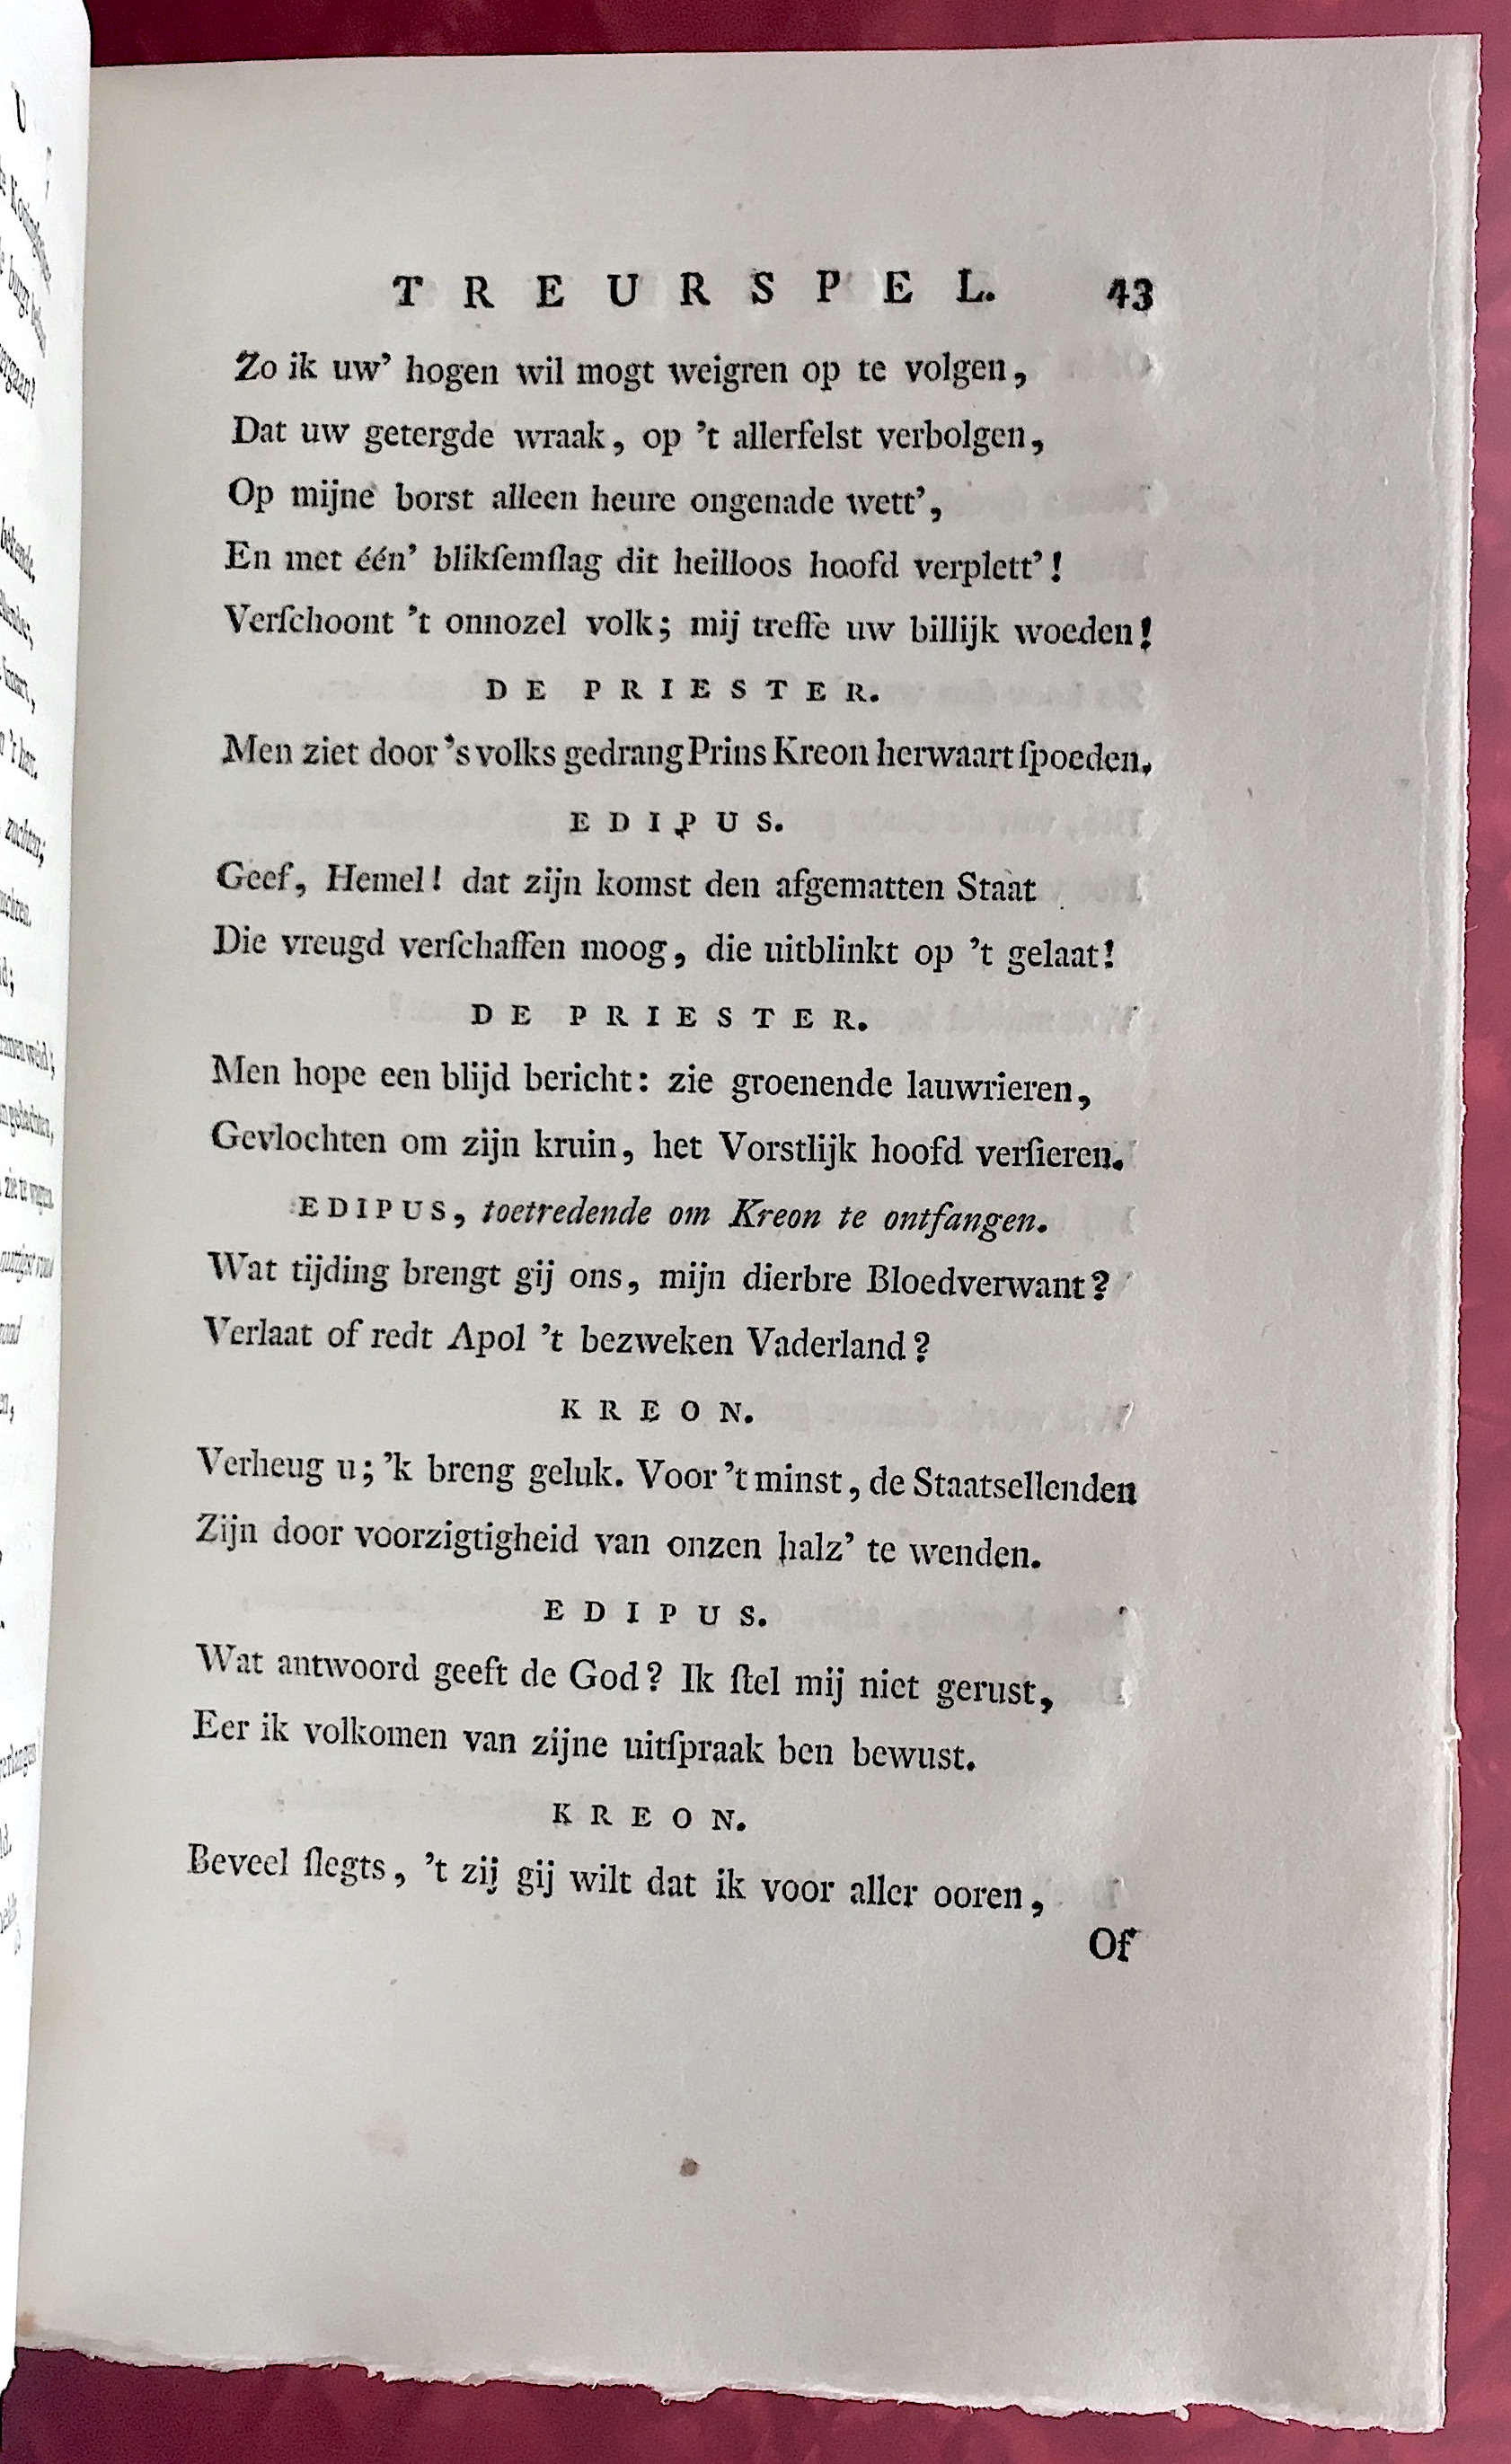 TREURSPEL. 43
Zo ik uw’ hogen wil mogt weigren op te volgen,
Dat uw getergde wraak, op ’t allerfelst verbolgen,
Op mijne borst alleen heure ongenade wett’,
En met één’ blikſemſlag dit heilloos hoofd verplett’!
Verſchoont ’t onnozel volk; mij treffe uw billijk woeden!
DE PRIESTER.
Men ziet door ’s volks gedrang Prins Kreon herwaart ſpoeden.
EDIPUS.
Geef, Hemel! dat zijn komst den afgematten Staat
Die vreugd verſchaffen moog, die uitblinkt op ’t gelaat!
DE PRIESTER.
Men hope een blijd bericht: zie groenende lauwrieren,
Gevlochten om zijn kruin, het Vorstlijk hoofd verſieren.
EDIPUS, toetredende om Kreon te ontfangen.
Wat tijding brengt gij ons, mijn dierbre Bloedverwant?
Verlaat of redt Apol ’t bezweken Vaderland?
KREON.
Verheug u; ’k breng geluk. Voor ’t minst, de Staatsellenden
Zijn door voorzigtigheid van onzen halz’ te wenden.
EDIPUS.
Wat antwoord geeft de God? Ik ſtel mij niet gerust,
Eer ik volkomen van zijne uitſpraak ben bewust.
KREON.
Beveel ſlegts, ’t zij gij wilt dat ik voor aller ooren,
Of